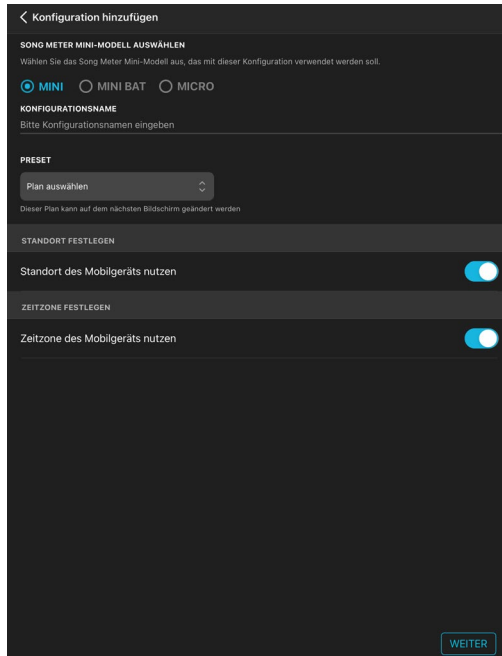 Konfiguration hinzufügen
SONG METER MINI-MODELL AUSWÄHLEN
Wählen Sie das Song Meter Mini-Modell aus, das mit dieser Konfiguration verwendet werden soll.
MINI MINI BAT MICRO
KONFIGURATIONSNAME
Bitte Konfigurationsnamen eingeben
PRESET
Plan auswählen
Dieser Plan kann auf dem nächsten Bildschirm geändert werden
STANDORT FESTLEGEN
Standort des Mobilgeräts nutzen
ZEITZONE FESTLEGEN
Zeitzone des Mobilgeräts nutzen
WEITER